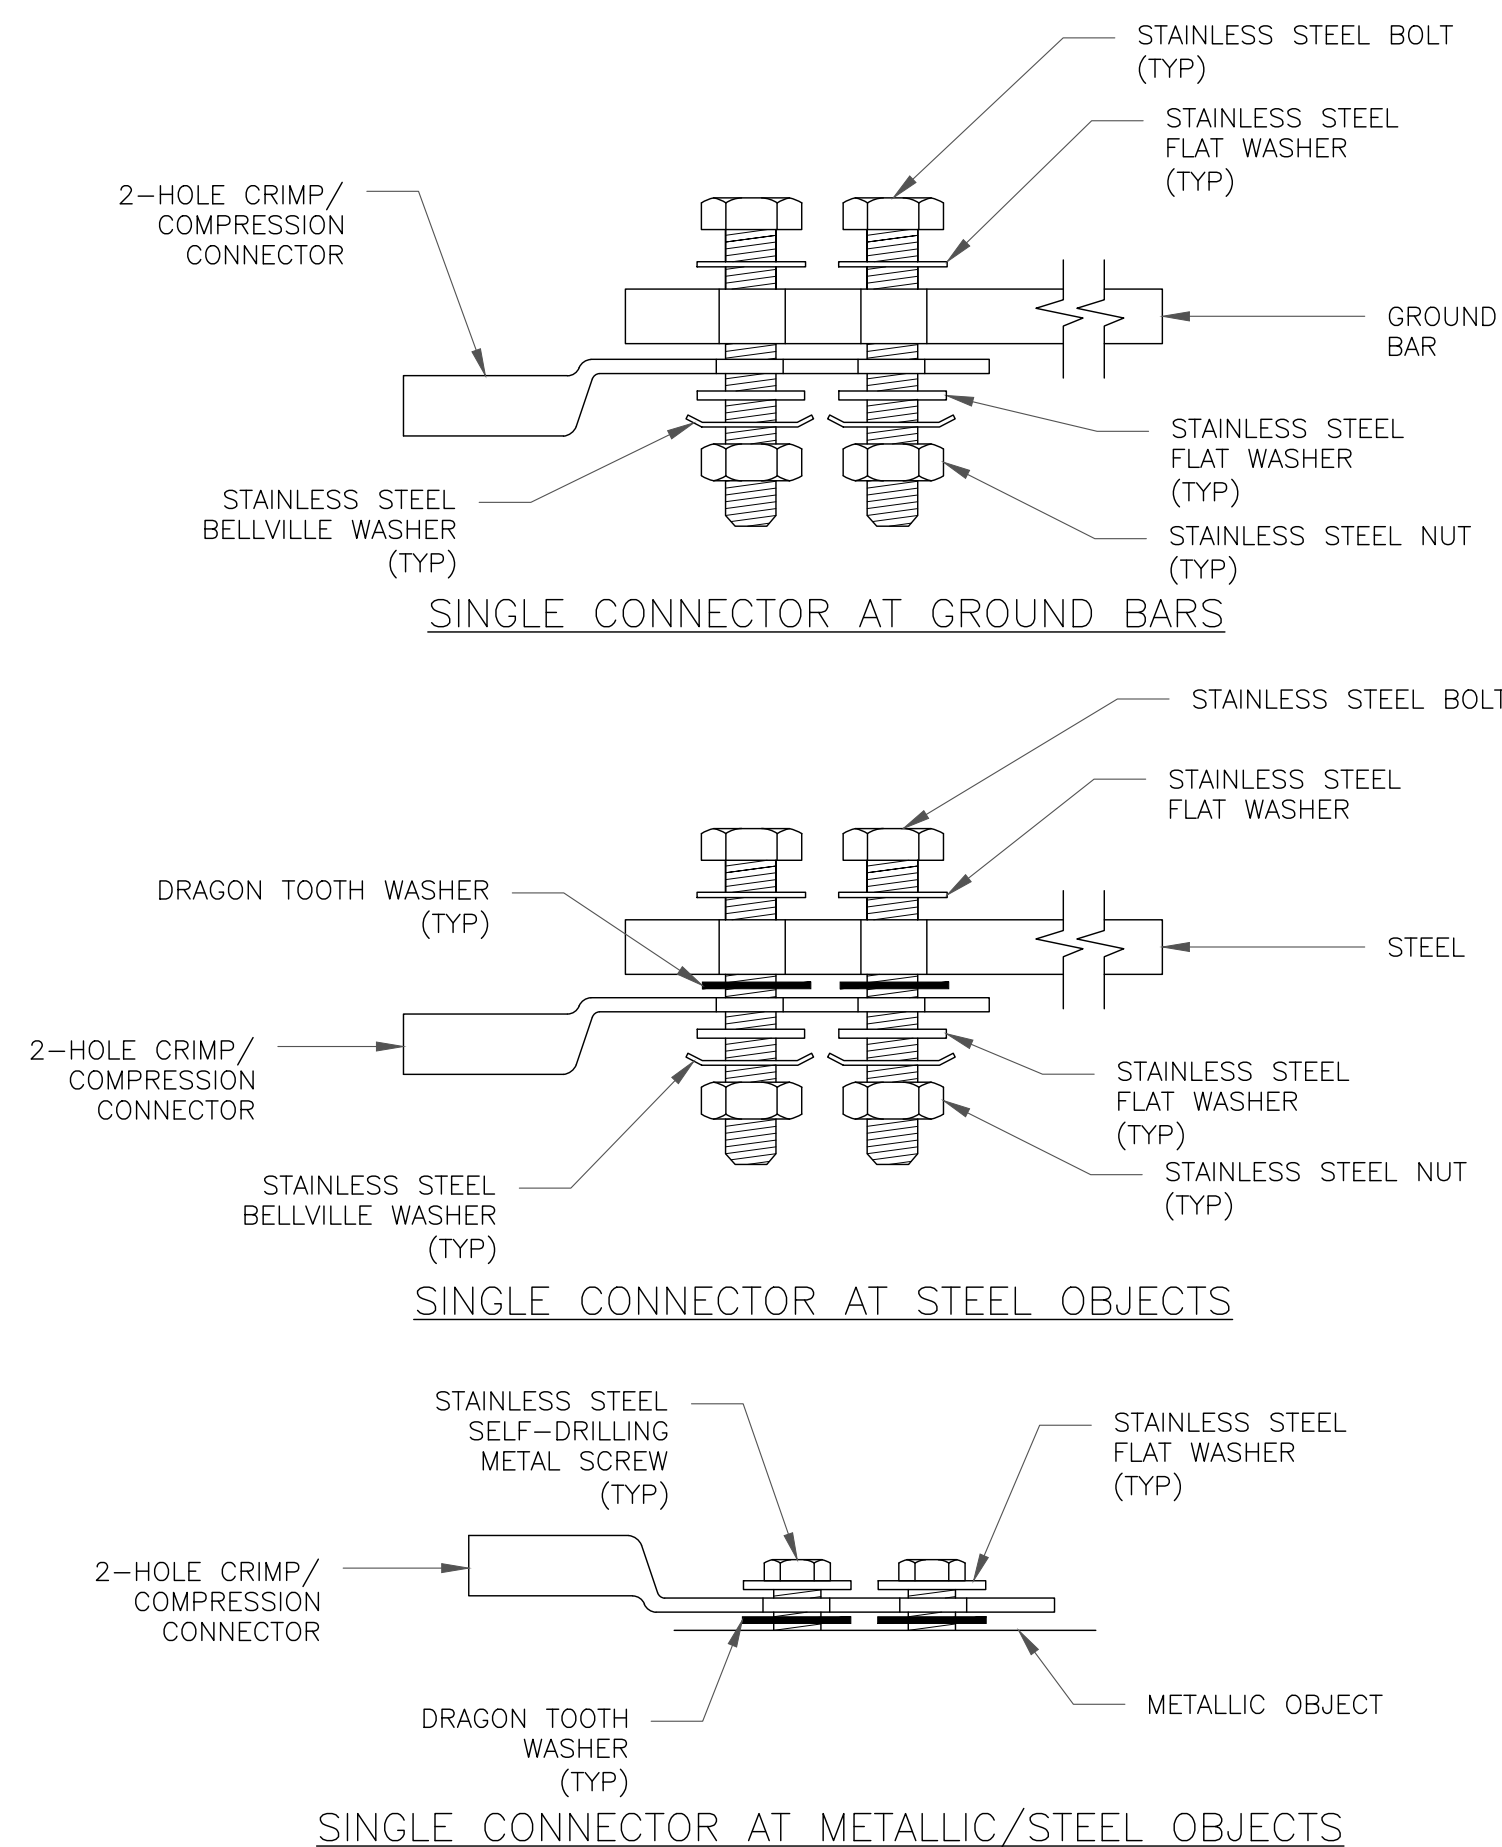 STAINLESS STEEL BOLT
(TYP)
STAINLESS STEEL
FLAT WASHER
(TYP)
2-HOLE CRIMP/
COMPRESSION
CONNECTOR
GROUND
BAR
STAINLESS STEEL
FLAT WASHER
(TYP)
STAINLESS STEEL
BELLVILLE WASHER
(TYP)
STAINLESS STEEL NUT
(TYP)
SINGLE CONNECTOR AT GROUND BARS
STAINLESS STEEL BOLT
STAINLESS STEEL
FLAT WASHER
DRAGON TOOTH WASHER
(TYP)
STEEL
2-HOLE CRIMP/
COMPRESSION
CONNECTOR
STAINLESS STEEL
FLAT WASHER
(TYP)
STAINLESS STEEL NUT
(TYP)
STAINLESS STEEL
BELLVILLE WASHER
(TYP)
SINGLE CONNECTOR AT STEEL OBJECTS
STAINLESS STEEL
SELF-DRILLING
METAL SCREW
(TYP)
STAINLESS STEEL
FLAT WASHER
(TYP)
2-HOLE CRIMP/
COMPRESSION
CONNECTOR
METALLIC OBJECT
DRAGON TOOTH
WASHER
(TYP)
SINGLE CONNECTOR AT METALLIC/STEEL OBJECTS